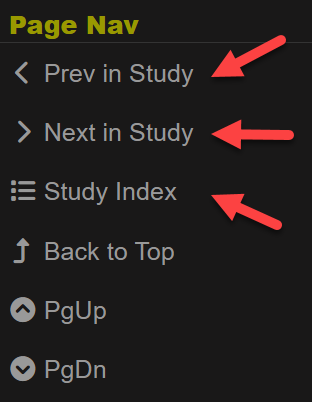 Page Nav
Prev in Study
Next in Study
Study Index
Back to Top
PgUp
PgDn